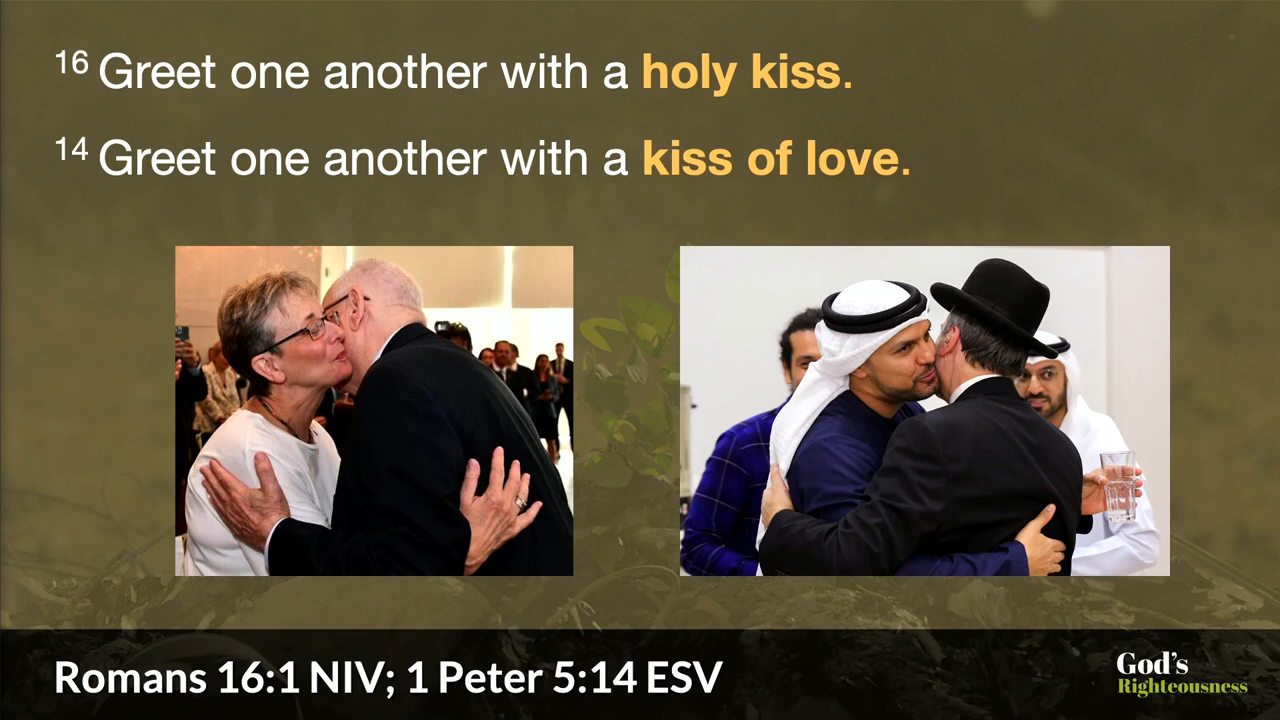 16 Greet one another with a holy kiss.
14 Greet one another with a kiss of love.
Romans 16:1 NIV; 1 Peter 5:14 ESV
God's
Righteousness